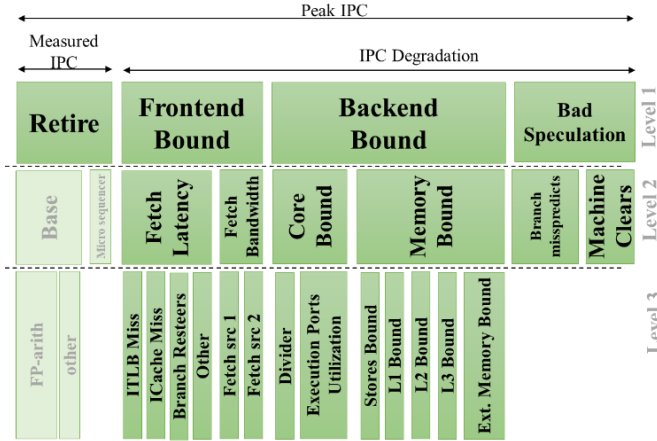 Peak IPC
Measured
IPC
IPC Degradation
Retire
Frontend
Bound
Backend
Bound
Bad
Speculation
Level 1
Base
Micro sequencer
Fetch
Latency
Fetch
Bandwidth
Core
Bound
Memory
Bound
Branch
misspredicts
Machine
Clears
Level 2
FP-arith
other
ITLB Miss
ICache Miss
Branch Resteers
Other
Fetch src 1
Fetch src 2
Divider
Execution Ports
Utilization
Stores Bound
L1 Bound
L2 Bound
L3 Bound
Ext. Memory Bound
Level 3